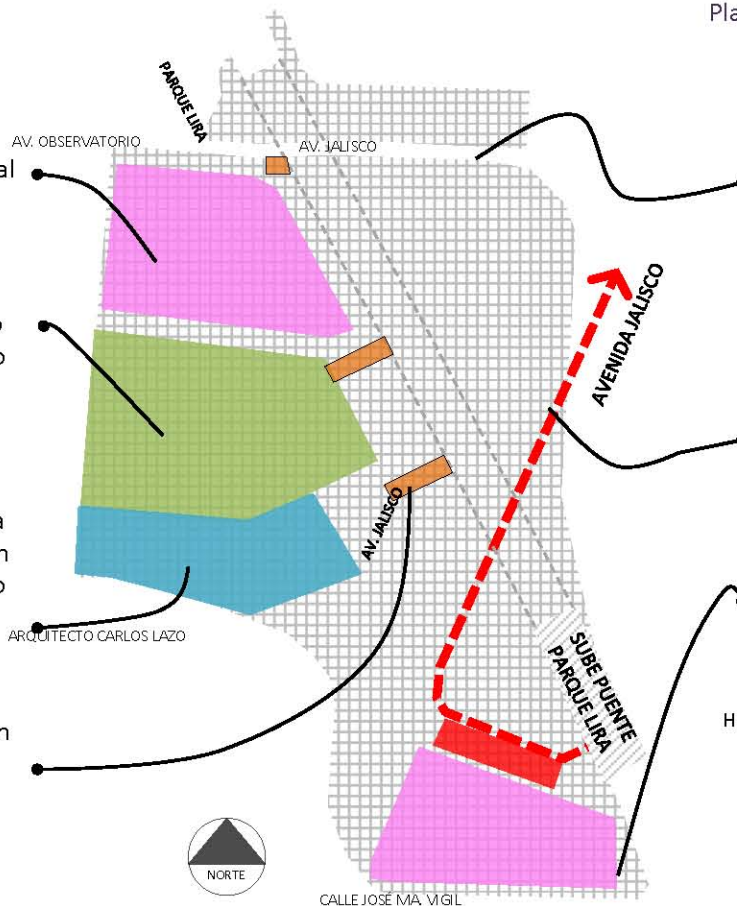 Pla
PARQUE LIRA
AV. OBSERVATORIO
AV. JALISCO
al
o
o
AVENIDA JALISCO
a
n
o
AV. JALISCO
ARQUITECTO CARLOS LAZO
SUBE PUENTE
PARQUE LIRA
H
n
NORTE
CALLE JOSÉ MA. VIGIL